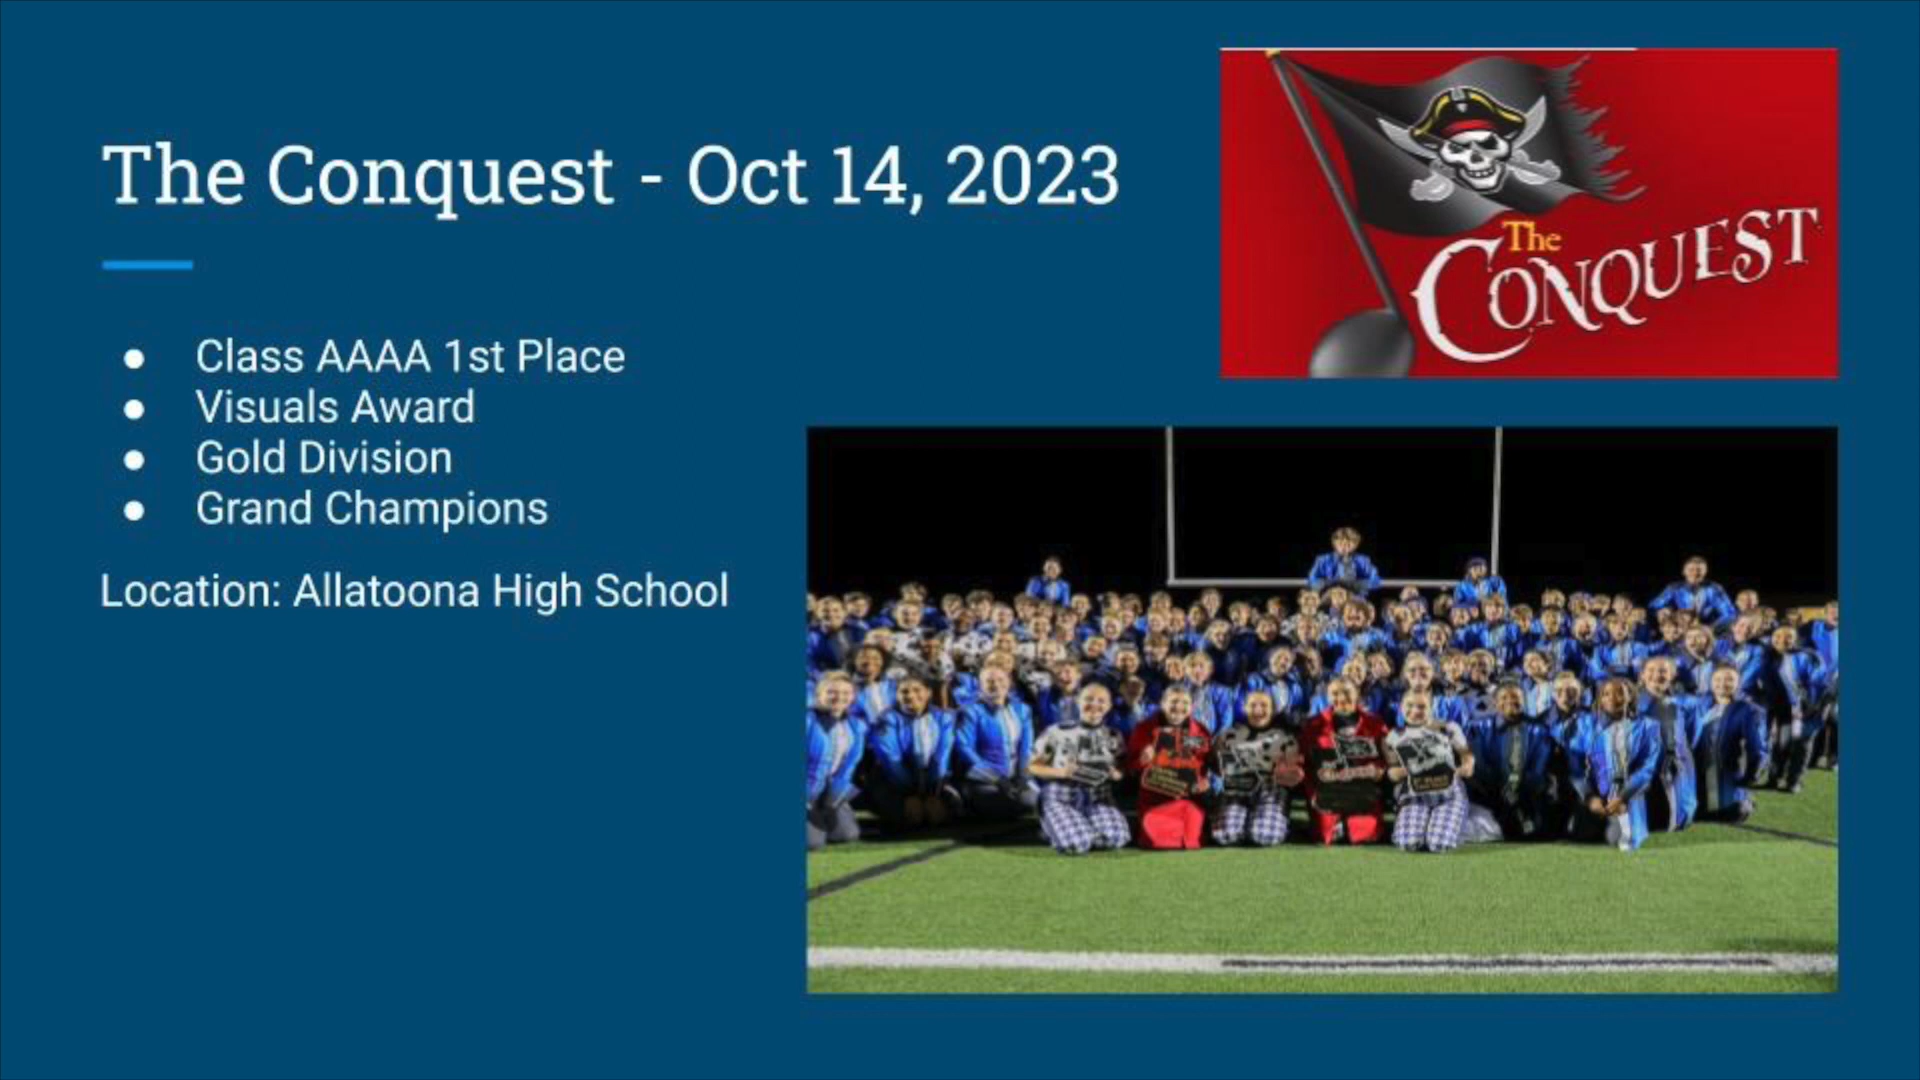 The Conquest - Oct 14, 2023
The
CONQUEST
● Class AAAA 1st Place
● Visuals Award
● Gold Division
● Grand Champions
Location: Allatoona High School